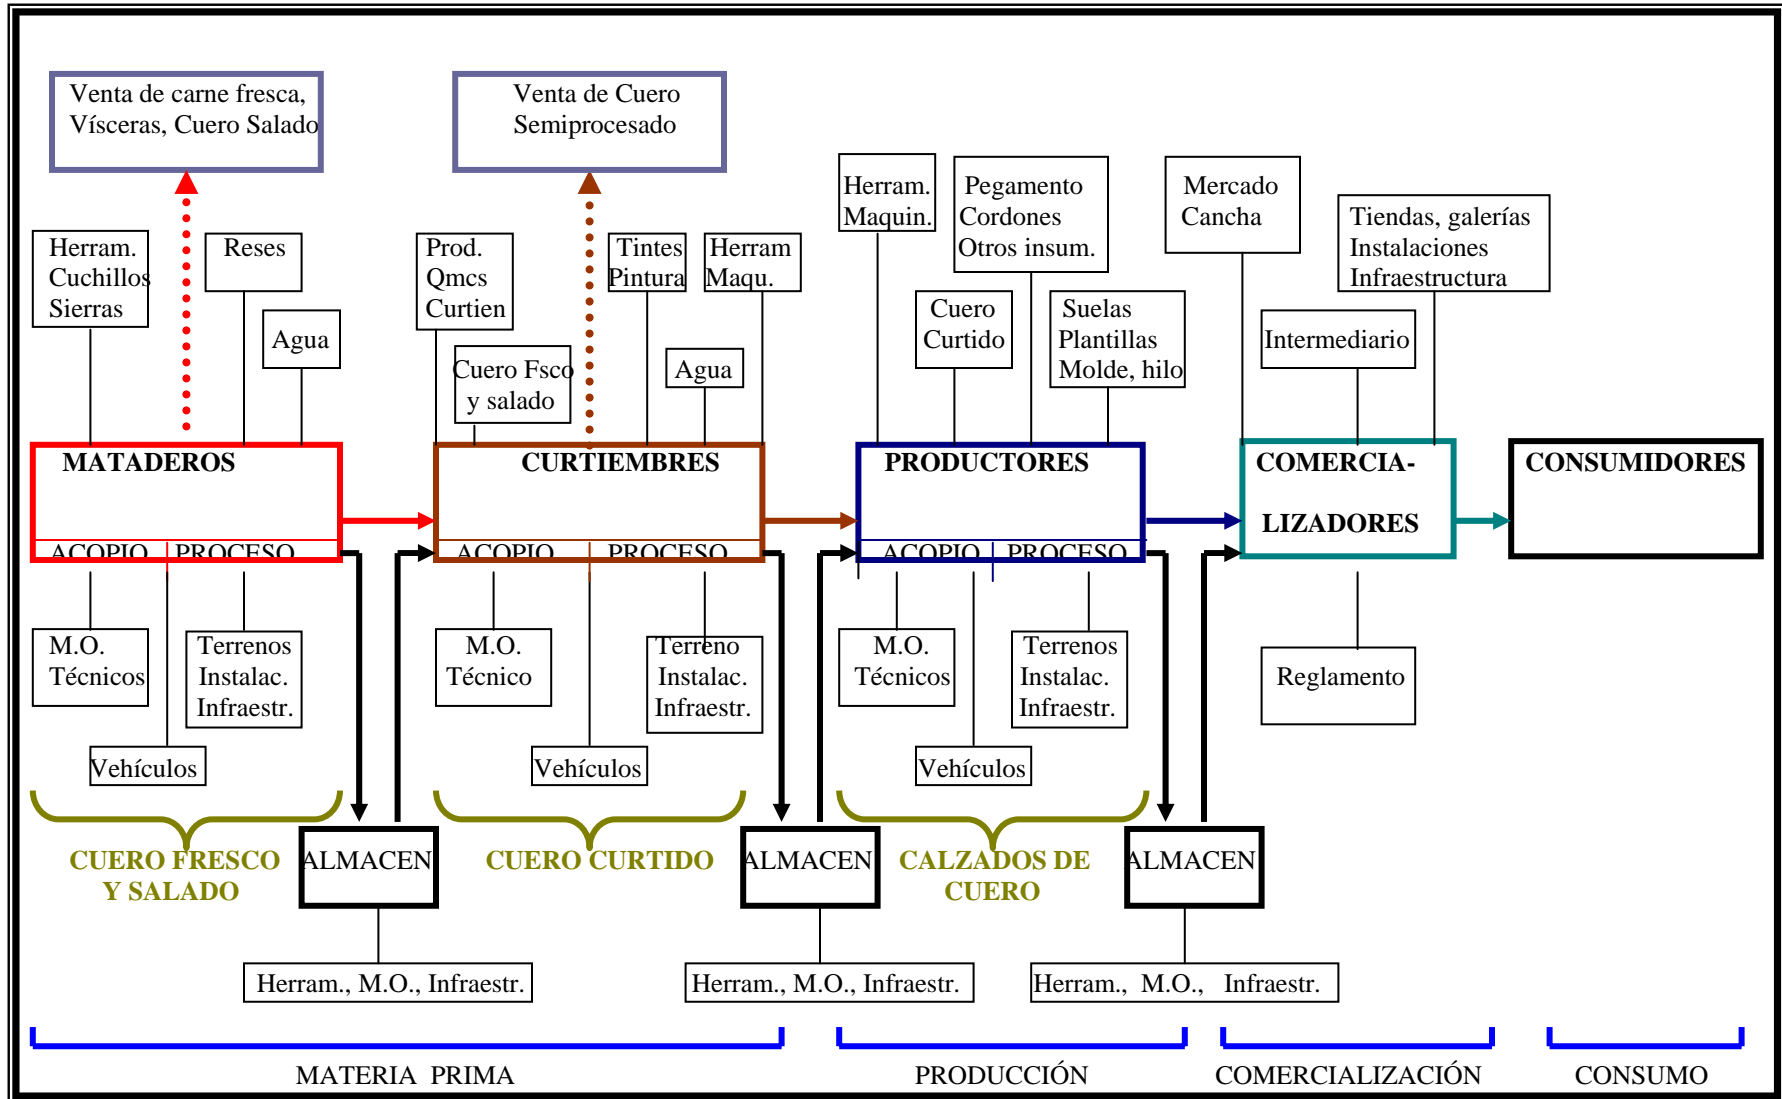 Venta de carne fresca,
Vísceras, Cuero Salado
Venta de Cuero
Semiprocesado
Herram.
Cuchillos
Sierras
Reses
Agua
Prod.
Qmcs
Curtien
Cuero Fsco
y salado
Tintes
Pintura
Agua
Herram
Maqu.
Herram.
Maquin.
Cuero
Curtido
Pegamento
Cordones
Otros insum.
Suelas
Plantillas
Molde, hilo
Mercado
Cancha
Intermediario
Tiendas, galerías
Instalaciones
Infraestructura
MATADEROS
ACOPIO
PROCESO
CURTIEMBRES
ACOPIO
PROCESO
PRODUCTORES
ACOPIO
PROCESO
COMERCIA-
LIZADORES
CONSUMIDORES
M.O.
Técnicos
Terrenos
Instalac.
Infraestr.
Vehículos
M.O.
Técnico
Terreno
Instalac.
Infraestr.
Vehículos
M.O.
Técnicos
Terrenos
Instalac.
Infraestr.
Vehículos
Reglamento
CUERO FRESCO
Y SALADO
ALMACEN
CUERO CURTIDO
ALMACEN
CALZADOS DE
CUERO
ALMACEN
Herram., M.O., Infraestr.
Herram., M.O., Infraestr.
Herram., M.O., Infraestr.
MATERIA PRIMA
PRODUCCIÓN
COMERCIALIZACIÓN
CONSUMO